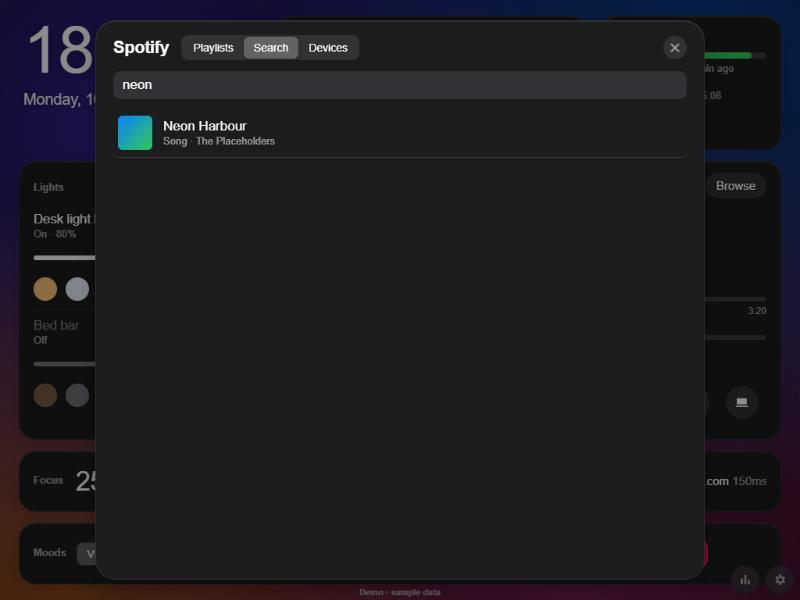 18
Monday, 1
Spotify
Playlists
Search
Devices
neon
Neon Harbour
Song · The Placeholders
Lights
Desk light
On · 80%
Bed bar
Off
Focus
25
Moods
in ago
:08
Browse
3:20
.com 150ms
Demo - sample data